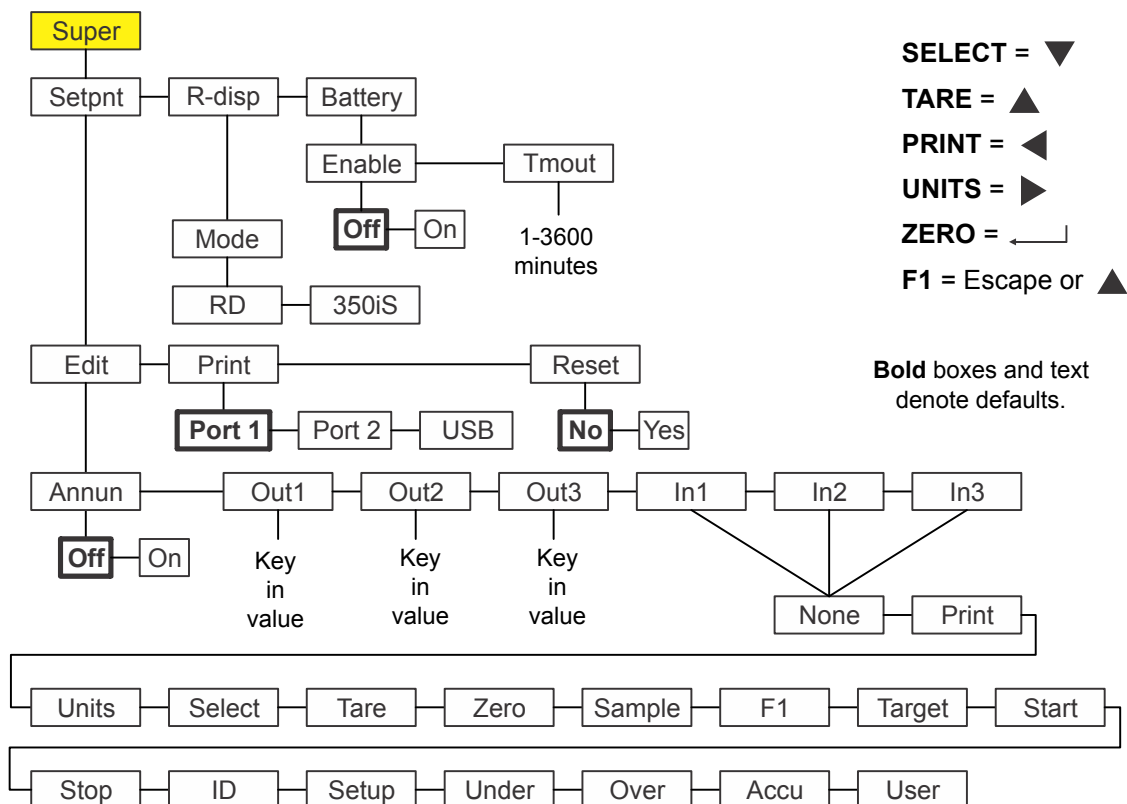 Super
Setpnt R-disp Battery
Enable Tmout
Off On
1-3600
minutes
Mode
RD 350iS
Edit Print Reset
Port 1 Port 2 USB No Yes
Annun Out1 Out2 Out3 In1 In2 In3
Off On
Key
in
value
Key
in
value
Key
in
value
None Print
Units Select Tare Zero Sample F1 Target Start
Stop ID Setup Under Over Accu User
SELECT = ▼
TARE = ▲
PRINT = ◀
UNITS = ▶
ZERO = ↵
F1 = Escape or ▲
Bold boxes and text
denote defaults.